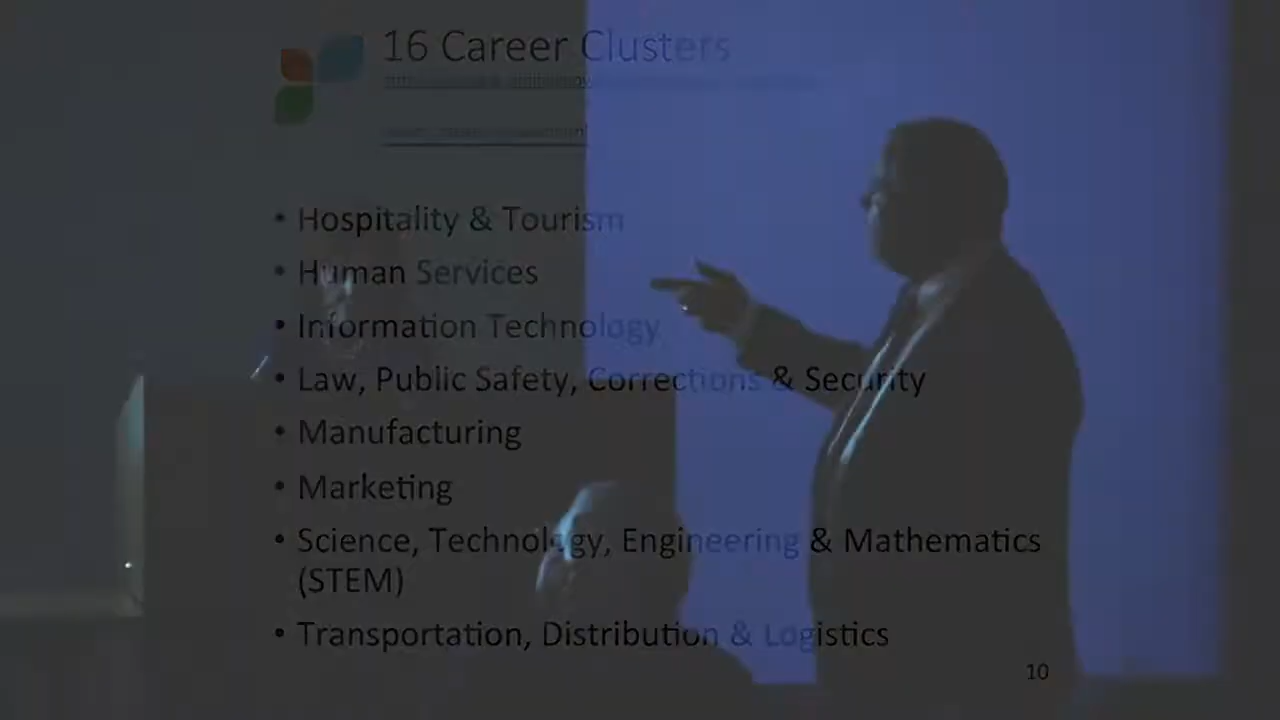 16 Career Clusters
• Hospitality & Tourism
• Human Services
• Information Technology
• Law, Public Safety, Corrections & Security
• Manufacturing
• Marketing
• Science, Technology, Engineering & Mathematics
(STEM)
• Transportation, Distribution & Logistics
10